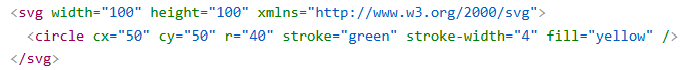 <svg width="100" height="100" xmlns="http://www.w3.org/2000/svg">
  <circle cx="50" cy="50" r="40" stroke="green" stroke-width="4" fill="yellow" />
</svg>